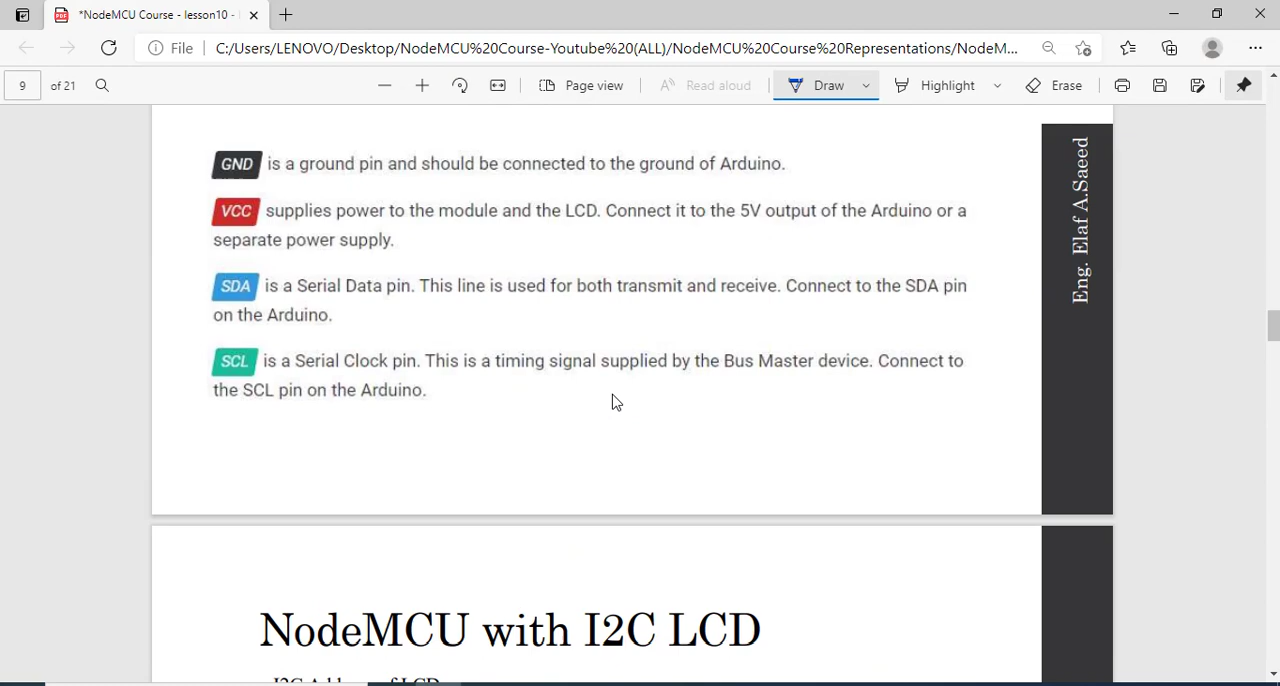 *NodeMCU Course - lesson10 -
File
C:/Users/LENOVO/Desktop/NodeMCU%20Course-Youtube%20(ALL)/NodeMCU%20Course%20Representations/NodeM...
9 of 21
Page view
Read aloud
Draw
Highlight
Erase
GND is a ground pin and should be connected to the ground of Arduino.
VCC supplies power to the module and the LCD. Connect it to the 5V output of the Arduino or a
separate power supply.
SDA is a Serial Data pin. This line is used for both transmit and receive. Connect to the SDA pin
on the Arduino.
SCL is a Serial Clock pin. This is a timing signal supplied by the Bus Master device. Connect to
the SCL pin on the Arduino.
Eng. Elaf A.Saeed
NodeMCU with I2C LCD